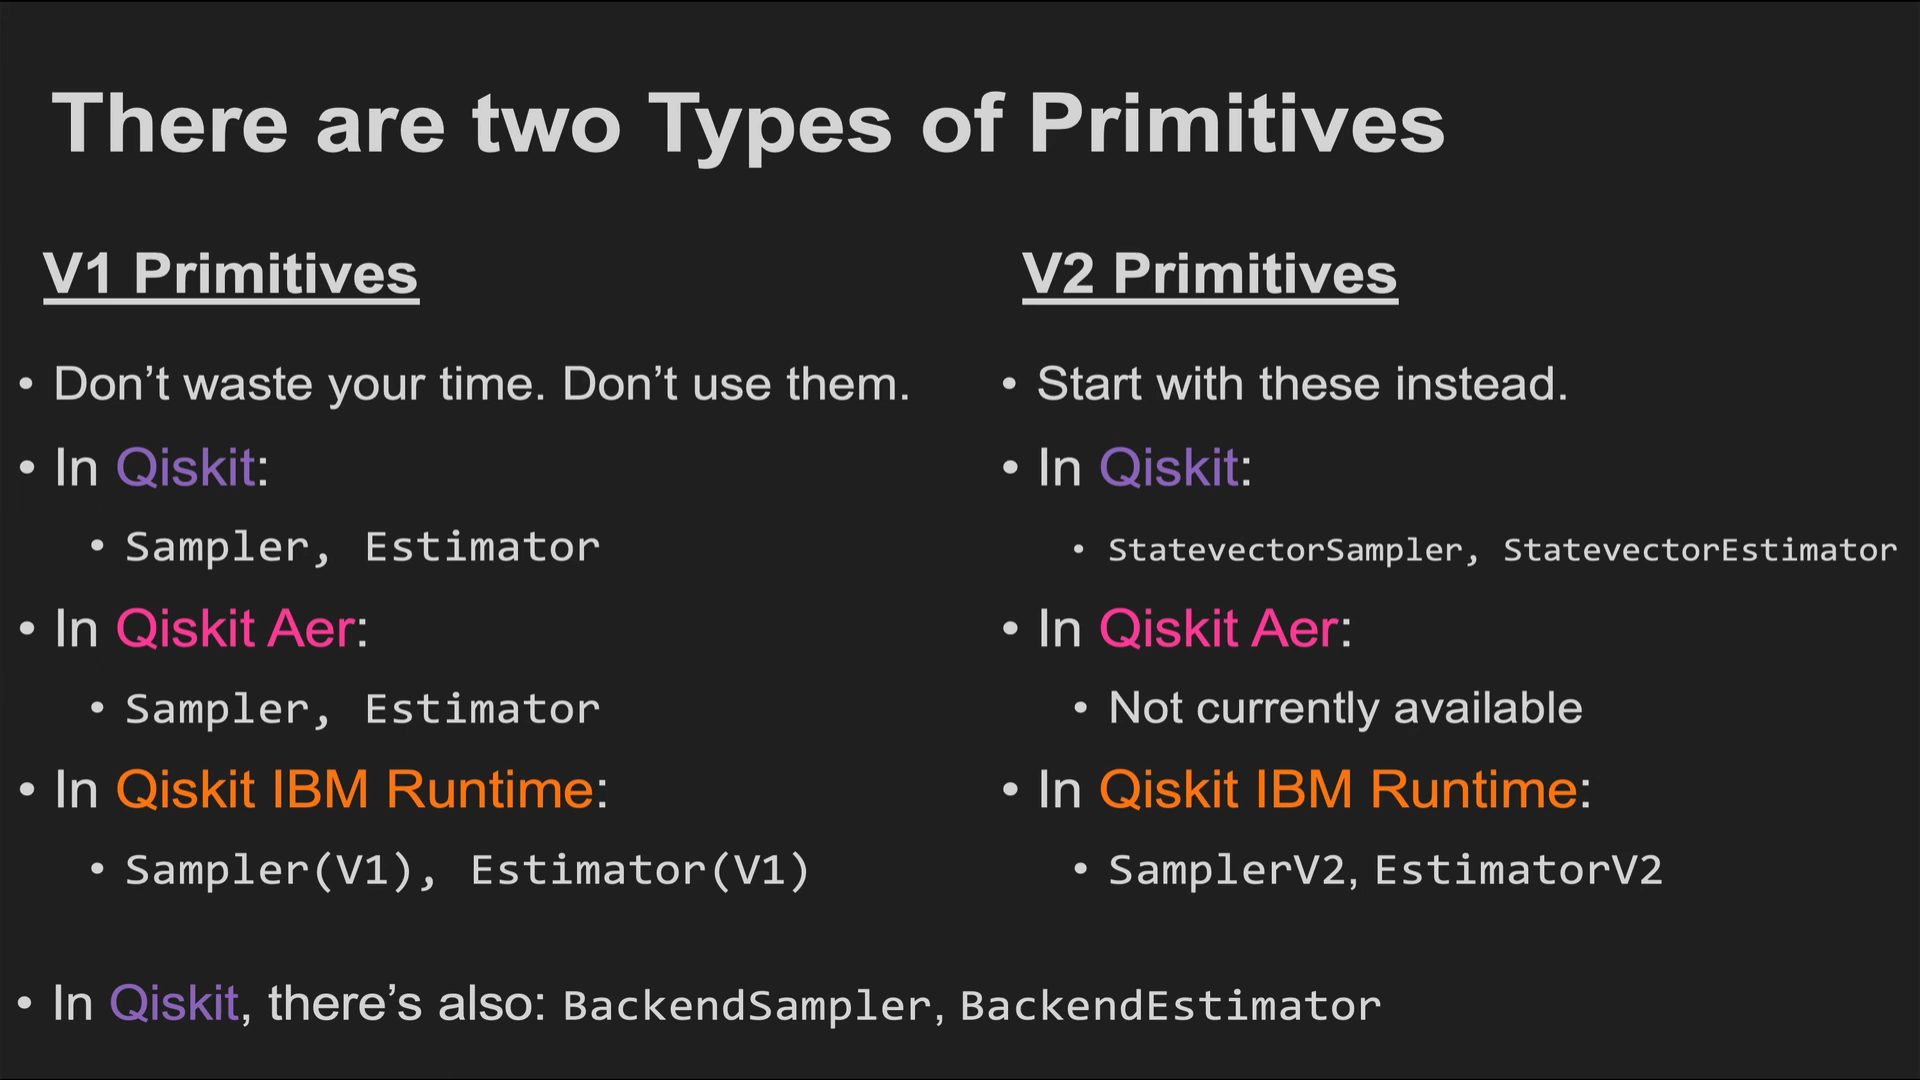 There are two Types of Primitives
V1 Primitives
• Don’t waste your time. Don’t use them.
• In Qiskit:
• Sampler, Estimator
• In Qiskit Aer:
• Sampler, Estimator
• In Qiskit IBM Runtime:
• Sampler(V1), Estimator(V1)
V2 Primitives
• Start with these instead.
• In Qiskit:
• StatevectorSampler, StatevectorEstimator
• In Qiskit Aer:
• Not currently available
• In Qiskit IBM Runtime:
• SamplerV2, EstimatorV2
• In Qiskit, there’s also: BackendSampler, BackendEstimator